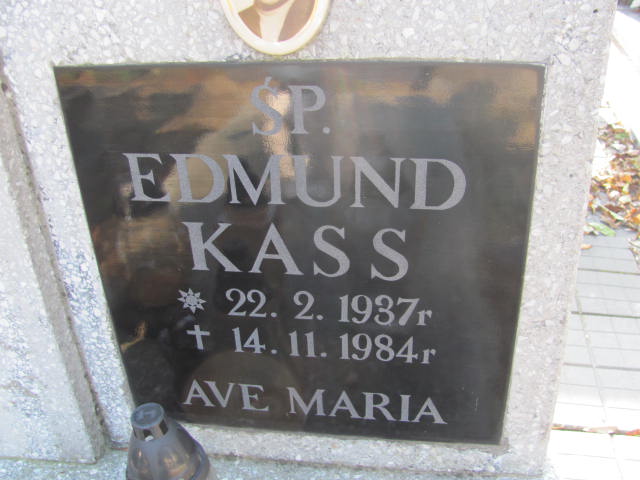 ŚP.
EDMUND
KASS
* 22. 2. 1937r
+ 14. 11. 1984r
AVE MARIA